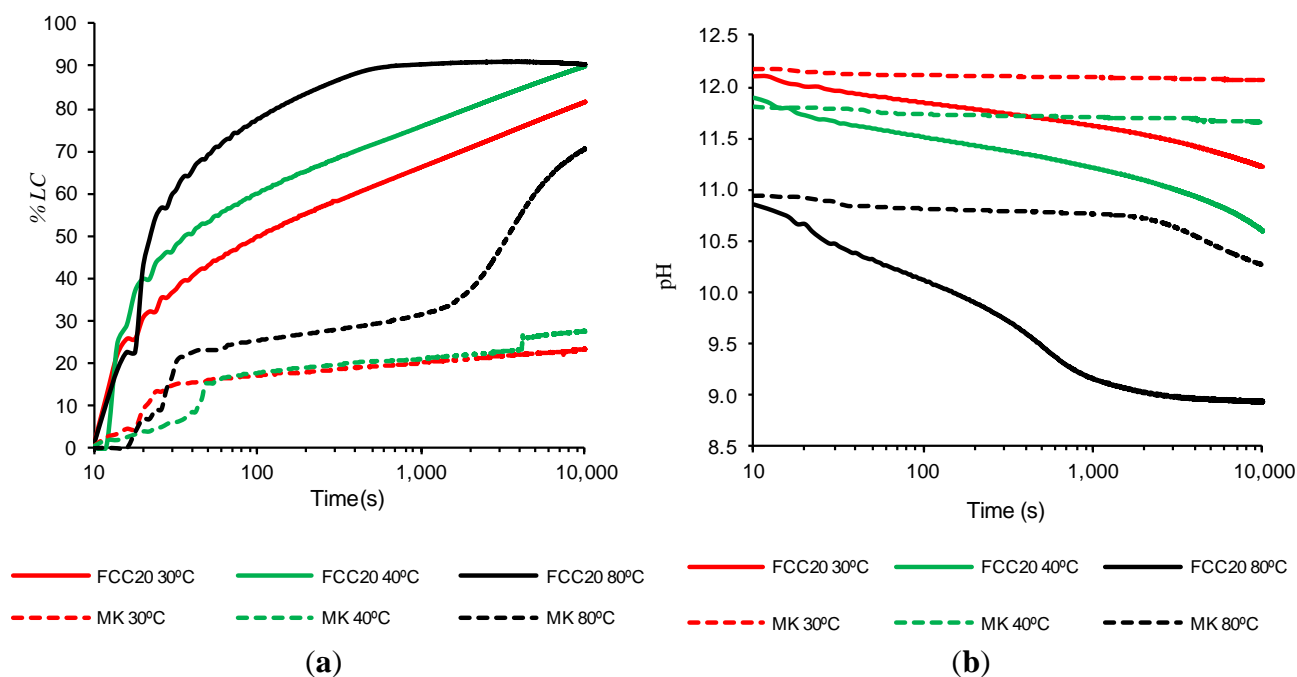 100
90
80
70
60
50
40
30
20
10
0
% LC
10
100
1,000
10,000
Time(s)
FCC20 30ºC
FCC20 40ºC
FCC20 80ºC
MK 30ºC
MK 40ºC
MK 80ºC
(a)
12.5
12.0
11.5
11.0
10.5
10.0
9.5
9.0
8.5
pH
10
100
1,000
10,000
Time (s)
FCC20 30ºC
FCC20 40ºC
FCC20 80ºC
MK 30ºC
MK 40ºC
MK 80ºC
(b)